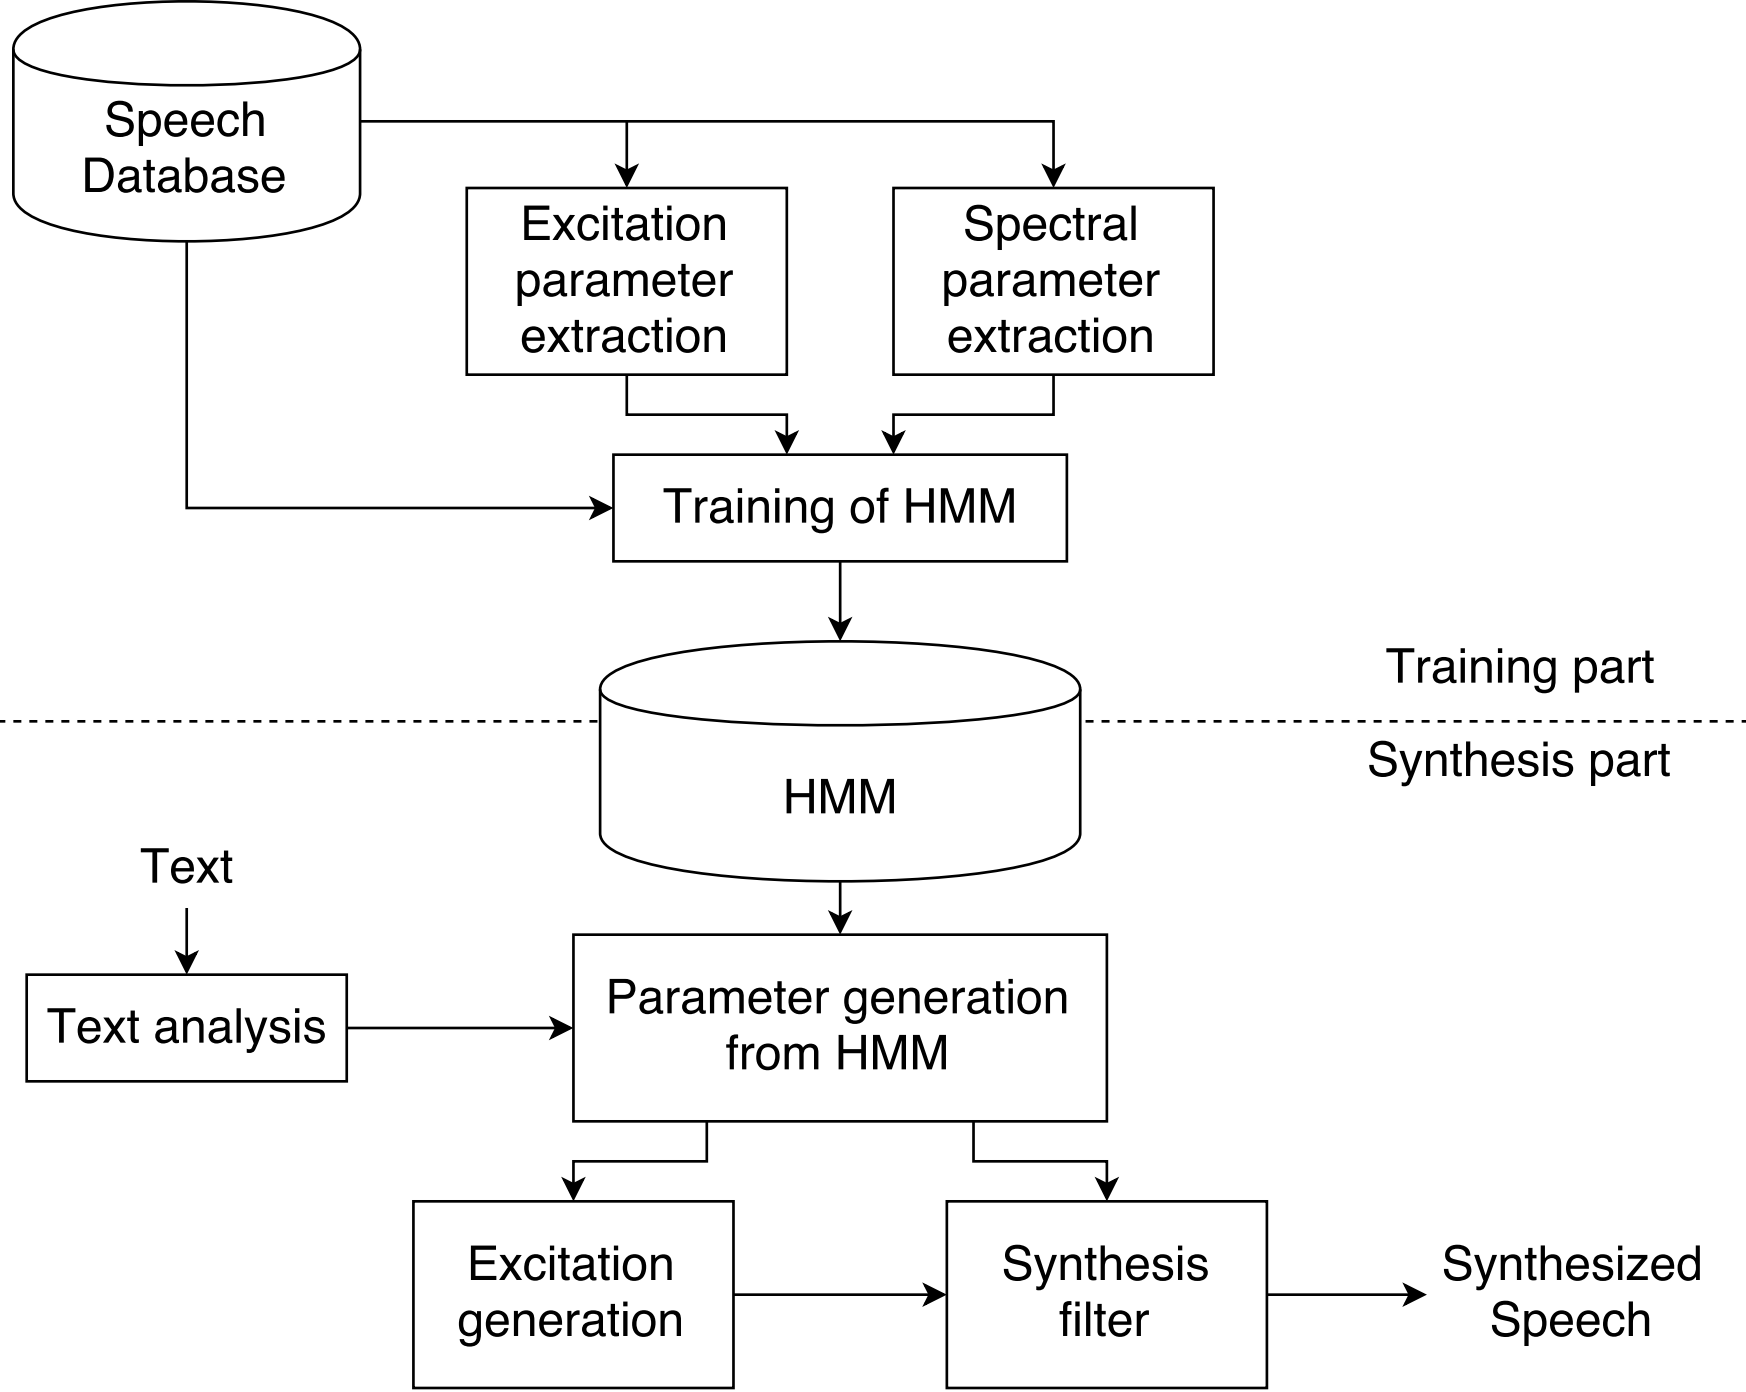 Speech
Database
Excitation
parameter
extraction
Spectral
parameter
extraction
Training of HMM
Training part
Synthesis part
HMM
Text
Text analysis
Parameter generation
from HMM
Excitation
generation
Synthesis
filter
Synthesized
Speech